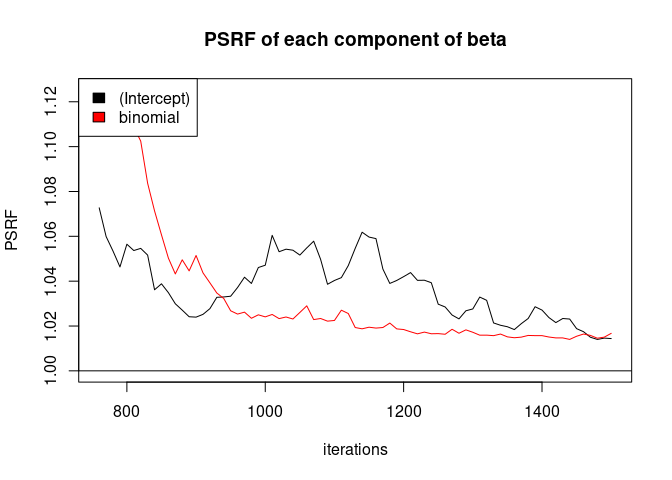 PSRF of each component of beta
(Intercept)
binomial
PSRF
1.12
1.10
1.08
1.06
1.04
1.02
1.00
800 1000 1200 1400
iterations